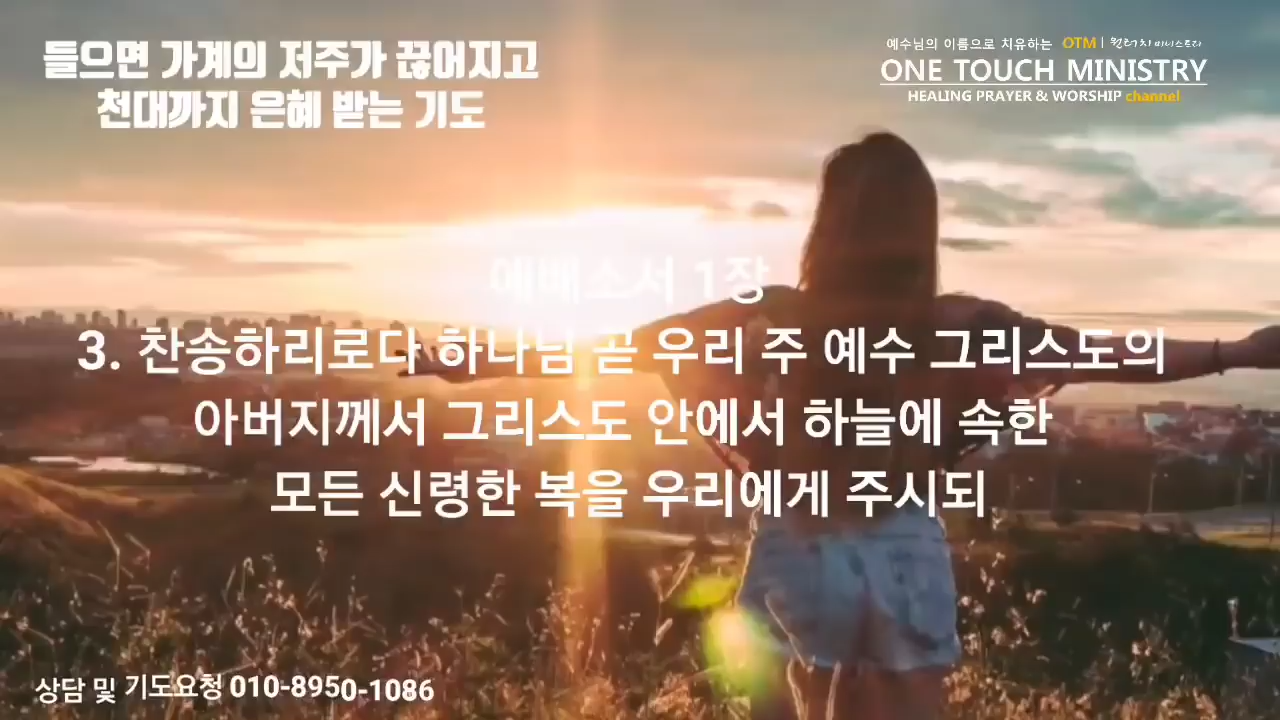 들으면 가계의 저주가 끊어지고
천대까지 은혜 받는 기도
예수님의 이름으로 치유하는 OTM | 원터치 미니스트리
ONE TOUCH MINISTRY
HEALING PRAYER & WORSHIP channel
에베소서 1장
3. 찬송하리로다 하나님 곧 우리 주 예수 그리스도의
아버지께서 그리스도 안에서 하늘에 속한
모든 신령한 복을 우리에게 주시되
상담 및 기도요청 010-8950-1086